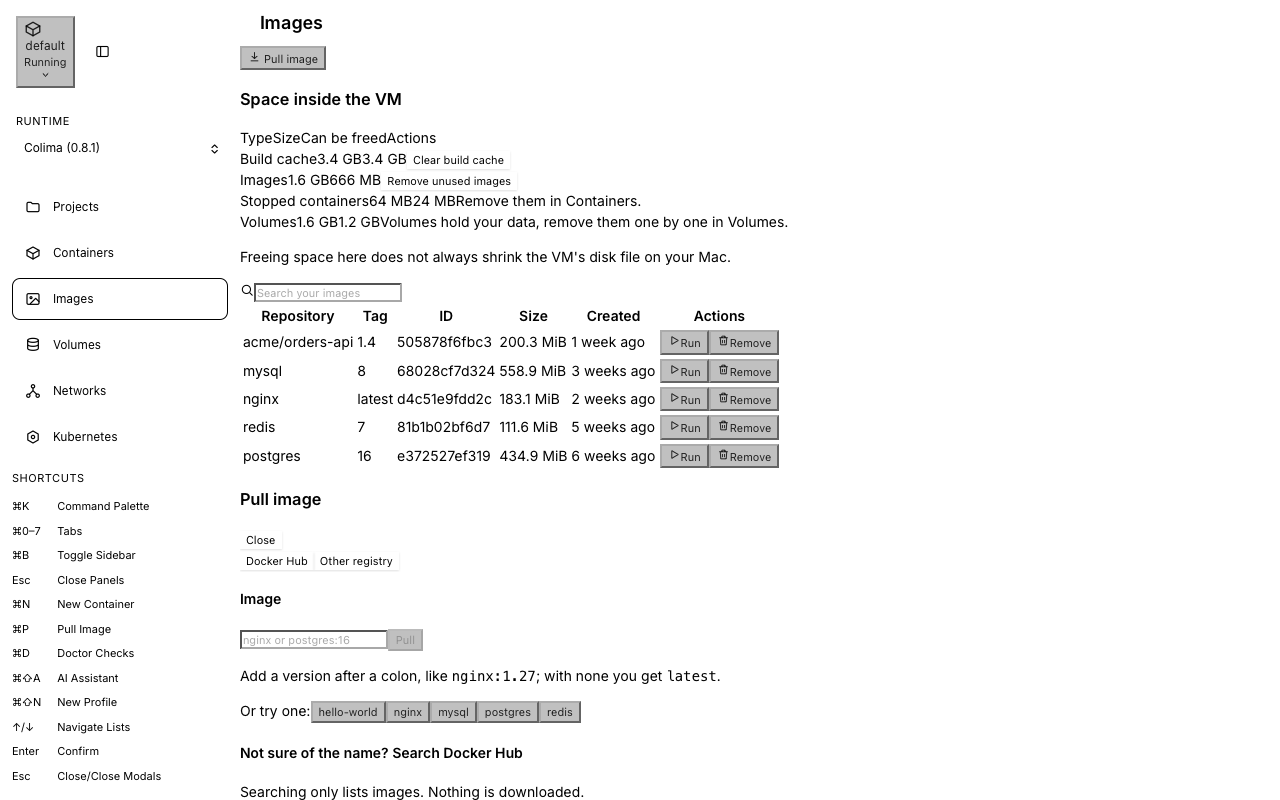 default
Running
RUNTIME
Colima (0.8.1)
Projects
Containers
Images
Volumes
Networks
Kubernetes
SHORTCUTS
⌘K Command Palette
⌘0–7 Tabs
⌘B Toggle Sidebar
Esc Close Panels
⌘N New Container
⌘P Pull Image
⌘D Doctor Checks
⌘⇧A AI Assistant
⌘⇧N New Profile
↑/↓ Navigate Lists
Enter Confirm
Esc Close/Close Modals
Images
Pull image
Space inside the VM
TypeSizeCan be freedActions
Build cache3.4 GB3.4 GB Clear build cache
Images1.6 GB666 MB Remove unused images
Stopped containers64 MB24 MBRemove them in Containers.
Volumes1.6 GB1.2 GBVolumes hold your data, remove them one by one in Volumes.
Freeing space here does not always shrink the VM's disk file on your Mac.
Search your images
Repository Tag ID Size Created Actions
acme/orders-api 1.4 505878f6fbc3 200.3 MiB 1 week ago Run Remove
mysql 8 68028cf7d324 558.9 MiB 3 weeks ago Run Remove
nginx latest d4c51e9fdd2c 183.1 MiB 2 weeks ago Run Remove
redis 7 81b1b02bf6d7 111.6 MiB 5 weeks ago Run Remove
postgres 16 e372527ef319 434.9 MiB 6 weeks ago Run Remove
Pull image
Close
Docker Hub Other registry
Image
nginx or postgres:16 Pull
Add a version after a colon, like nginx:1.27; with none you get latest.
Or try one: hello-world nginx mysql postgres redis
Not sure of the name? Search Docker Hub
Searching only lists images. Nothing is downloaded.